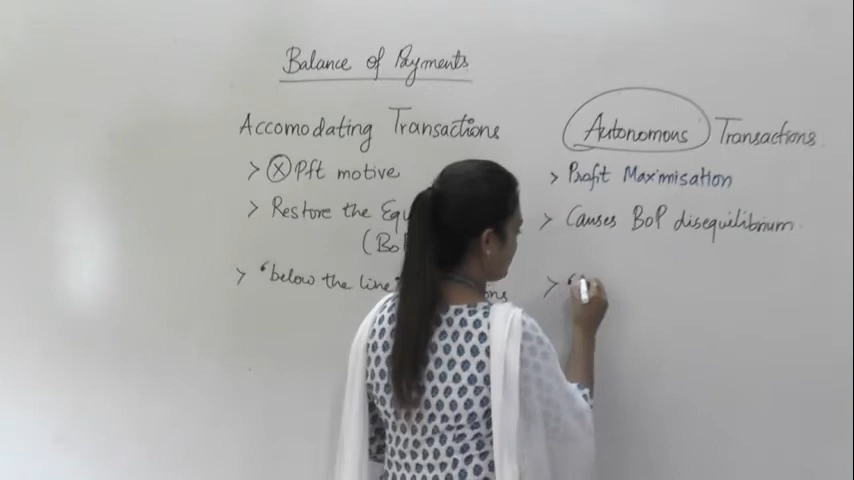 Balance of Payments
Accomodating Transactions
> ⓧ Pft motive
> Restore the Equ
(Bo
> "below the line"
Autonomous Transactions
> Profit Maximisation
> Causes BoP disequilibrium
> "